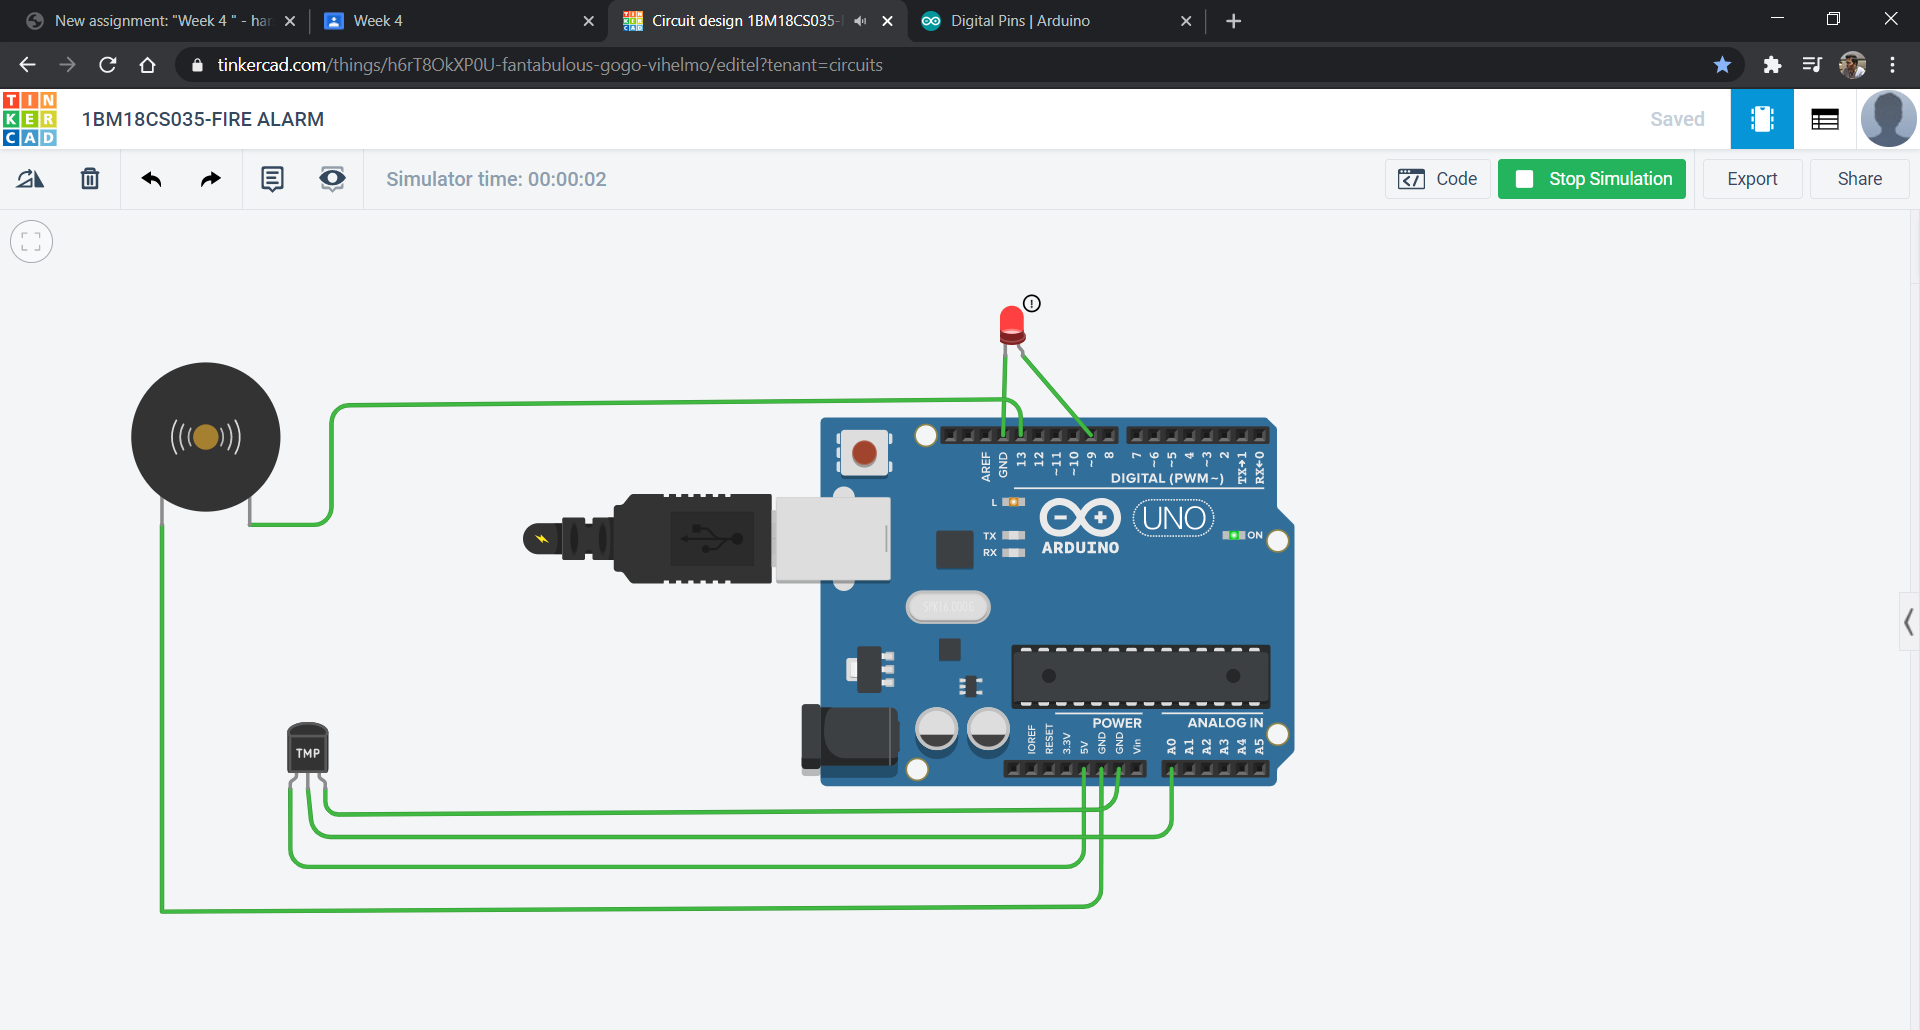 New assignment: "Week 4 " - har
Week 4
Circuit design 1BM18CS035-
Digital Pins | Arduino
tinkercad.com/things/h6rT8OkXP0U-fantabulous-gogo-vihelmo/editel?tenant=circuits
TIN
KER
CAD
1BM18CS035-FIRE ALARM
Saved
Simulator time: 00:00:02
Code
Stop Simulation
Export
Share
AREF
GND
13
12
~11
~10
~9
8
7
~6
~5
4
~3
2
TX→1
RX←0
DIGITAL (PWM~)
L
TX
RX
ARDUINO
UNO
ON
SPK16.000G
TMP
POWER
ANALOG IN
IOREF
RESET
3.3V
5V
GND
GND
Vin
A0
A1
A2
A3
A4
A5